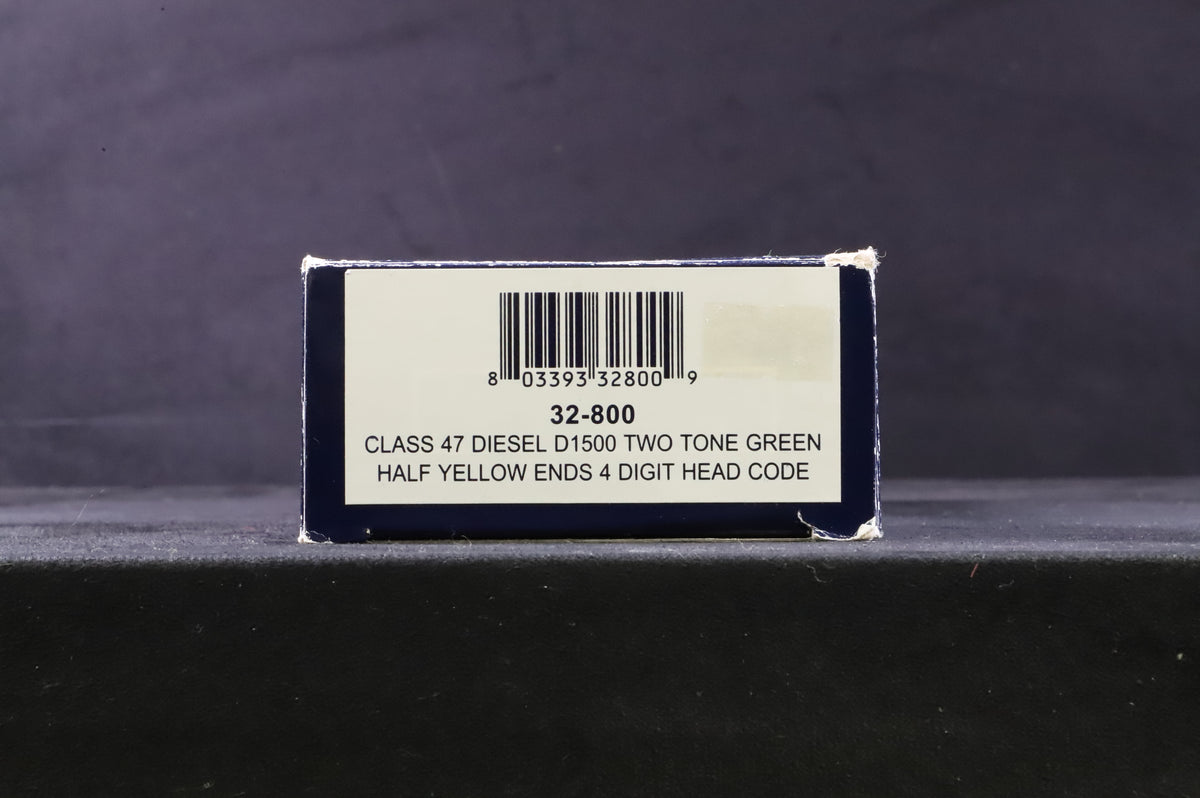 8 03393 32800 9
32-800
CLASS 47 DIESEL D1500 TWO TONE GREEN
HALF YELLOW ENDS 4 DIGIT HEAD CODE